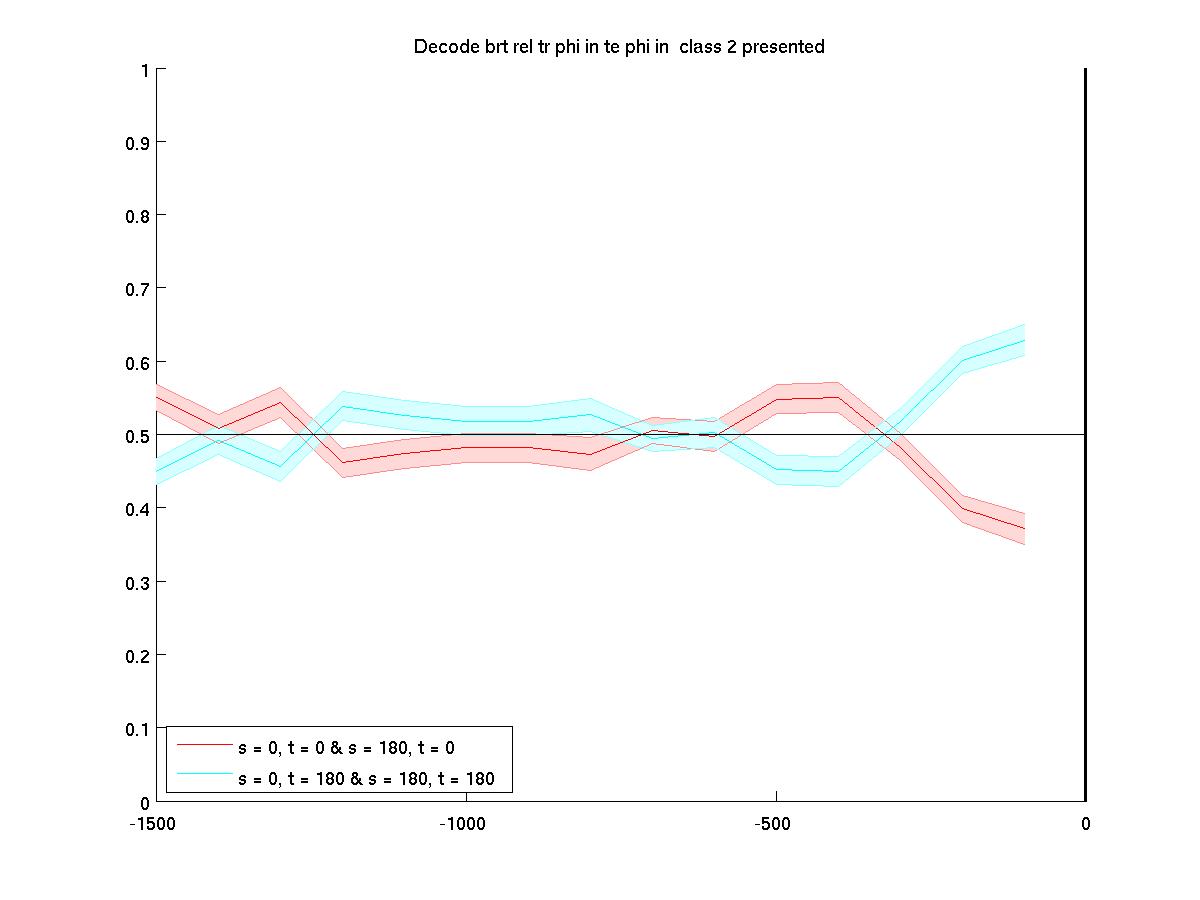 Decode brt rel tr phi in te phi in  class 2 presented
1
0.9
0.8
0.7
0.6
0.5
0.4
0.3
0.2
0.1
0
s = 0, t = 0 & s = 180, t = 0
s = 0, t = 180 & s = 180, t = 180
-1500 -1000 -500 0